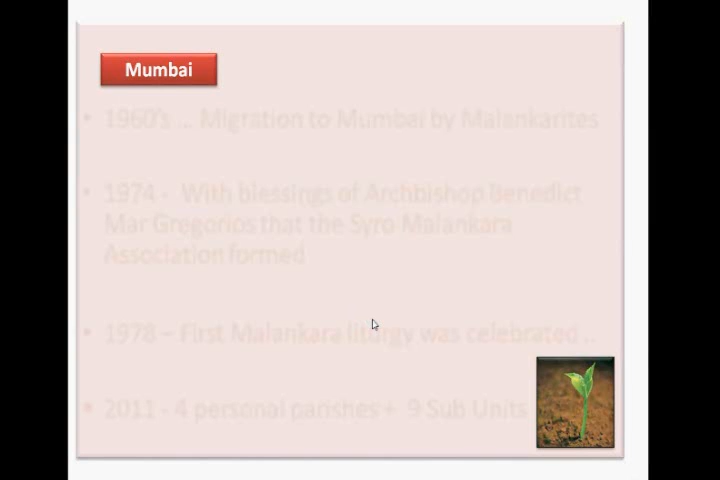 Mumbai
• 1960's ... Migration to Mumbai by Malankarites
• 1974 - With blessings of Archbishop Benedict
Mar Gregorios that the Syro Malankara
Association formed
• 1978 – First Malankara liturgy was celebrated ..
• 2011 - 4 personal parishes + 9 Sub Units